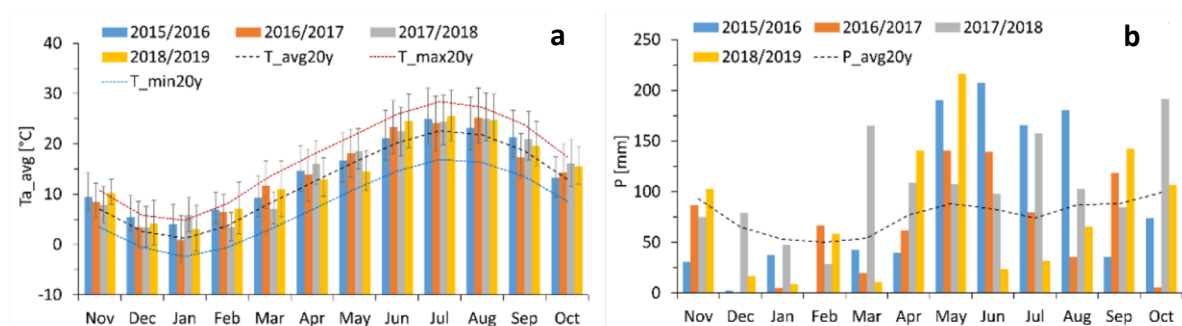 2015/2016 2016/2017 2017/2018 a
2018/2019 T_avg20y T_max20y
T_min20y
Ta_avg [°C]
40
30
20
10
0
-10
Nov Dec Jan Feb Mar Apr May Jun Jul Aug Sep Oct
2015/2016 2016/2017 2017/2018 b
2018/2019 P_avg20y
P [mm]
250
200
150
100
50
0
Nov Dec Jan Feb Mar Apr May Jun Jul Aug Sep Oct